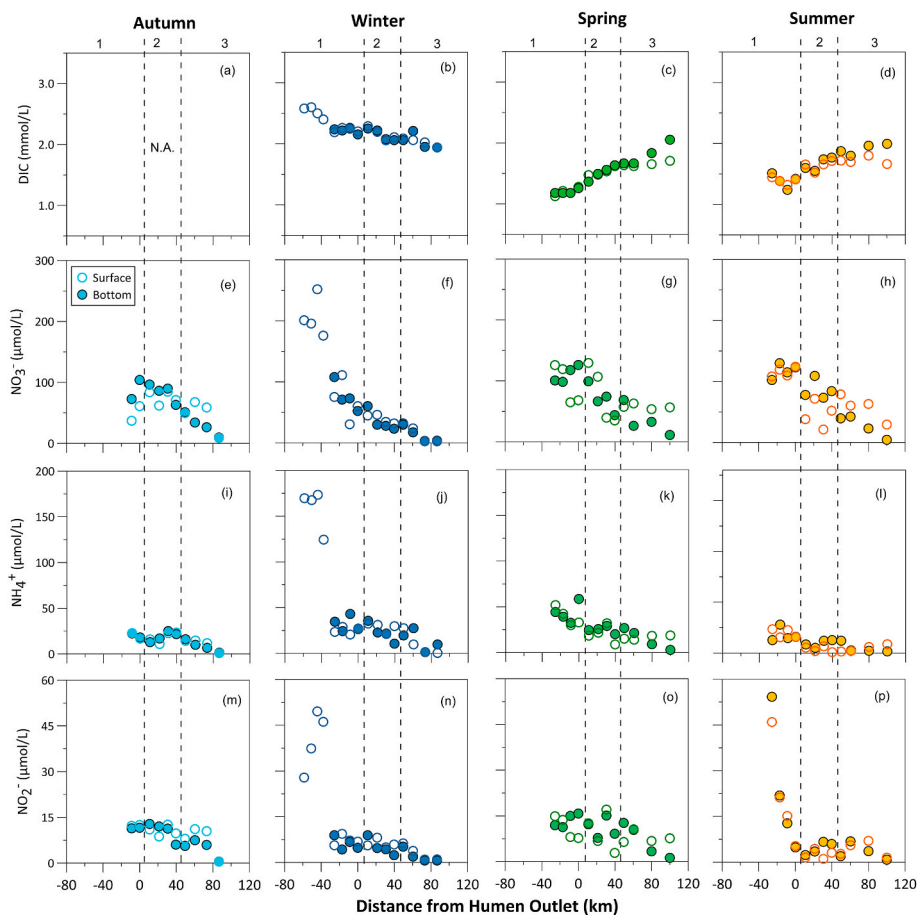 Autumn Winter Spring Summer
1 2 3 1 2 3 1 2 3 1 2 3
(a) (b) (c) (d)
3.0
2.0
1.0
DIC (mmol/L)
N.A.
300
200
100
0
NO₃⁻ (µmol/L)
Surface
Bottom
(e) (f) (g) (h)
200
150
100
50
0
NH₄⁺ (µmol/L)
(i) (j) (k) (l)
60
45
30
15
0
NO₂⁻ (µmol/L)
(m) (n) (o) (p)
-80 -40 0 40 80 120 -80 -40 0 40 80 120 -80 -40 0 40 80 120 -80 -40 0 40 80 120
Distance from Humen Outlet (km)